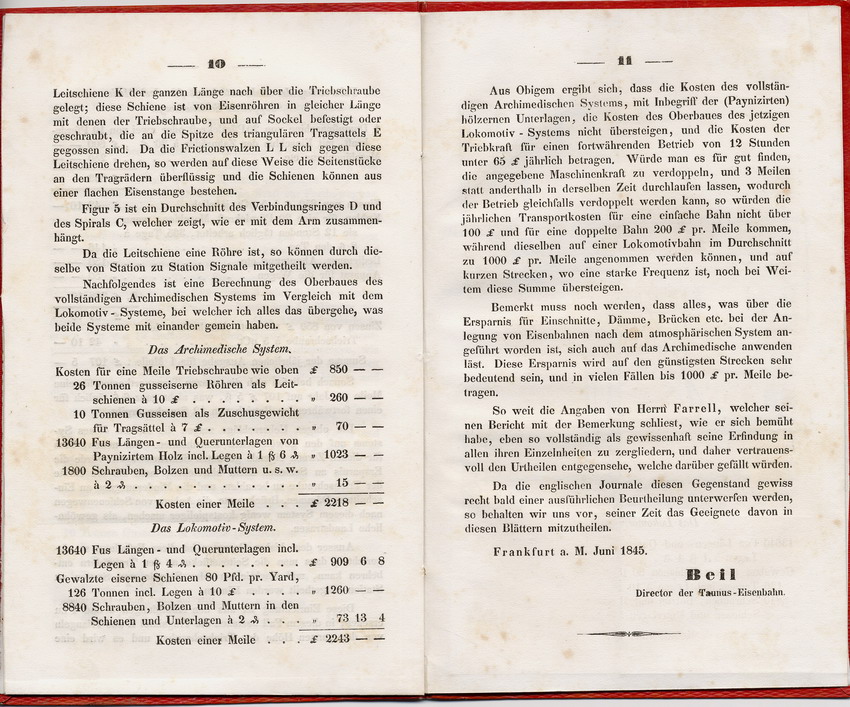 — 10 —
Leitschiene K der ganzen Länge nach über die Triebschraube
gelegt; diese Schiene ist von Eisenröhren in gleicher Länge
mit denen der Triebschraube, und auf Sockel befestigt oder
geschraubt, die an die Spitze des triangulären Tragsattels E
gegossen sind. Da die Frictionswalzen L L sich gegen diese
Leitschiene drehen, so werden auf diese Weise die Seitenstücke
an den Tragrädern überflüssig und die Schienen können aus
einer flachen Eisenstange bestehen.
Figur 5 ist ein Durchschnitt des Verbindungsringes D und
des Spirals C, welcher zeigt, wie er mit dem Arm zusammen-
hängt.
Da die Leitschiene eine Röhre ist, so können durch die-
selbe von Station zu Station Signale mitgetheilt werden.
Nachfolgendes ist eine Berechnung des Oberbaues des
vollständigen Archimedischen Systems im Vergleich mit dem
Lokomotiv-Systeme, bei welcher ich alles das übergehe, was
beide Systeme mit einander gemein haben.
Das Archimedische System.
Kosten für eine Meile Triebschraube wie oben £ 850 — —
26 Tonnen gusseiserne Röhren als Leit-
schienen à 10 £ . . . . . . . . „ 260 — —
10 Tonnen Gusseisen als Zuschusgewicht
für Tragsättel à 7 £ . . . . . . . „ 70 — —
13640 Fus Längen- und Querunterlagen von
Paynizirtem Holz incl. Legen à 1 ß 6 ₰ „ 1023 — —
1800 Schrauben, Bolzen und Muttern u. s. w.
à 2 ₰ . . . . . . . . . . . . „ 15 — —
Kosten einer Meile . . . £ 2218 — —
Das Lokomotiv-System.
13640 Fus Längen- und Querunterlagen incl.
Legen à 1 ß 4 ₰ . . . . . . . . £ 909 6 8
Gewalzte eiserne Schienen 80 Pfd. pr. Yard,
126 Tonnen incl. Legen à 10 £ . . . . „ 1260 — —
8840 Schrauben, Bolzen und Muttern in den
Schienen und Unterlagen à 2 ₰ . . . „ 73 13 4
Kosten einer Meile . . . £ 2243 — —
— 11 —
Aus Obigem ergibt sich, dass die Kosten des vollstän-
digen Archimedischen Systems, mit Inbegriff der (Paynizirten)
hölzernen Unterlagen, die Kosten des Oberbaues des jetzigen
Lokomotiv-Systems nicht übersteigen, und die Kosten der
Triebkraft für einen fortwährenden Betrieb von 12 Stunden
unter 65 £ jährlich betragen. Würde man es für gut finden,
die angegebene Maschinenkraft zu verdoppeln, und 3 Meilen
statt anderthalb in derselben Zeit durchlaufen lassen, wodurch
der Betrieb gleichfalls verdoppelt werden kann, so würden die
jährlichen Transportkosten für eine einfache Bahn nicht über
100 £ und für eine doppelte Bahn 200 £ pr. Meile kommen,
während dieselben auf einer Lokomotivbahn im Durchschnitt
zu 1000 £ pr. Meile angenommen werden können, und auf
kurzen Strecken, wo eine starke Frequenz ist, noch bei Wei-
tem diese Summe übersteigen.
Bemerkt muss noch werden, dass alles, was über die
Ersparnis für Einschnitte, Dämme, Brücken etc. bei der An-
legung von Eisenbahnen nach dem atmosphärischen System an-
geführt worden ist, sich auch auf das Archimedische anwenden
läst. Diese Ersparnis wird auf den günstigsten Strecken sehr
bedeutend sein, und in vielen Fällen bis 1000 £ pr. Meile be-
tragen.
So weit die Angaben von Herrn Farrell, welcher sei-
nen Bericht mit der Bemerkung schliest, wie er sich bemüht
habe, eben so vollständig als gewissenhaft seine Erfindung in
allen ihren Einzelnheiten zu zergliedern, und daher vertrauens-
voll den Urtheilen entgegensehe, welche darüber gefällt würden.
Da die englischen Journale diesen Gegenstand gewiss
recht bald einer ausführlichen Beurtheilung unterwerfen werden,
so behalten wir uns vor, seiner Zeit das Geeignete davon in
diesen Blättern mitzutheilen.
Frankfurt a. M. Juni 1845.
Beil
Director der Taunus-Eisenbahn.